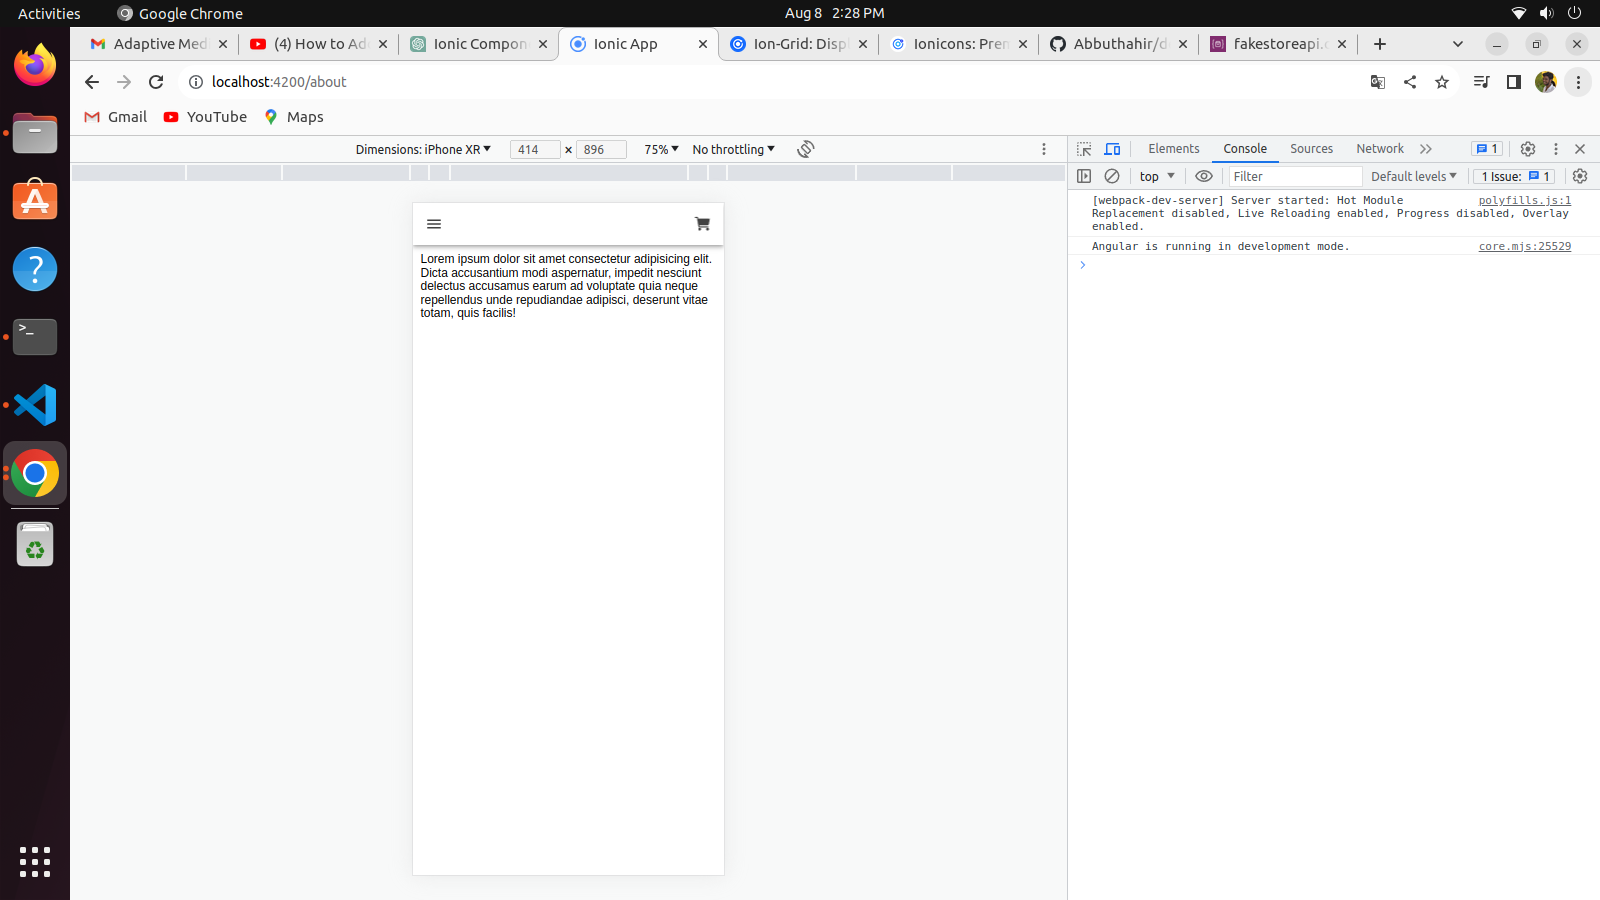 Activities
Google Chrome
Aug 8 2:28 PM
Adaptive Med
(4) How to Ad
Ionic Compon
Ionic App
Ion-Grid: Displ
Ionicons: Prem
Abbuthahir/d
fakestoreapi.c
localhost:4200/about
Gmail
YouTube
Maps
Dimensions: iPhone XR
414 × 896
75%
No throttling
Lorem ipsum dolor sit amet consectetur adipisicing elit.
Dicta accusantium modi aspernatur, impedit nesciunt
delectus accusamus earum ad voluptate quia neque
repellendus unde repudiandae adipisci, deserunt vitae
totam, quis facilis!
Elements
Console
Sources
Network
1
top
Filter
Default levels
1 Issue: 1
[webpack-dev-server] Server started: Hot Module polyfills.js:1
Replacement disabled, Live Reloading enabled, Progress disabled, Overlay
enabled.
Angular is running in development mode. core.mjs:25529